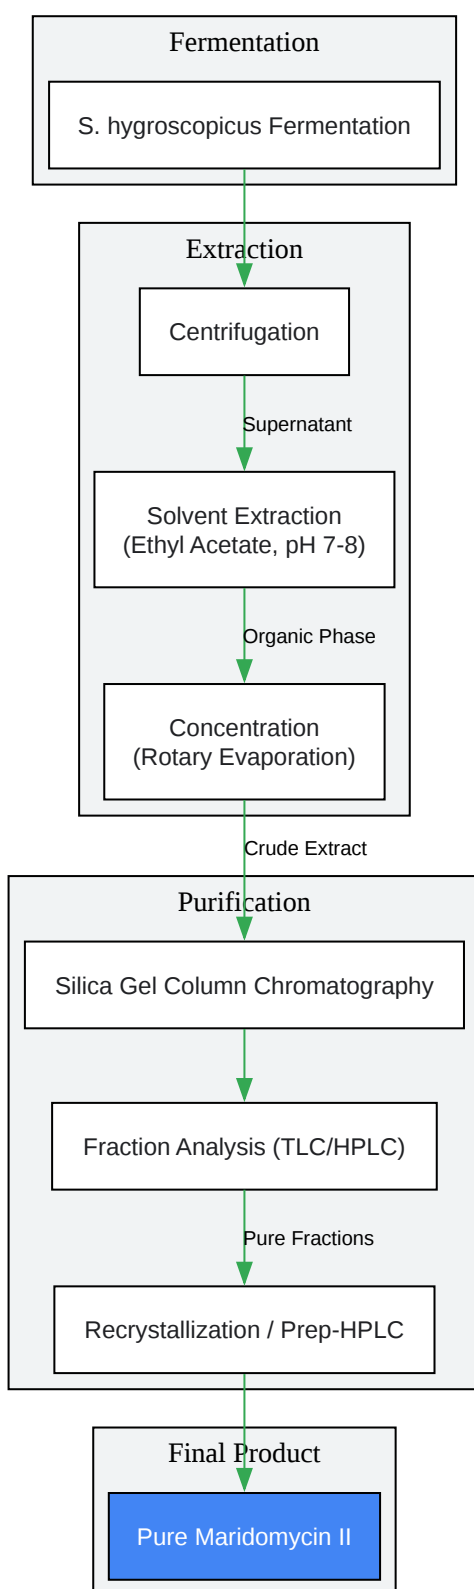 Fermentation
S. hygroscopicus Fermentation
Extraction
Centrifugation
Supernatant
Solvent Extraction
(Ethyl Acetate, pH 7-8)
Organic Phase
Concentration
(Rotary Evaporation)
Crude Extract
Purification
Silica Gel Column Chromatography
Fraction Analysis (TLC/HPLC)
Pure Fractions
Recrystallization / Prep-HPLC
Final Product
Pure Maridomycin II